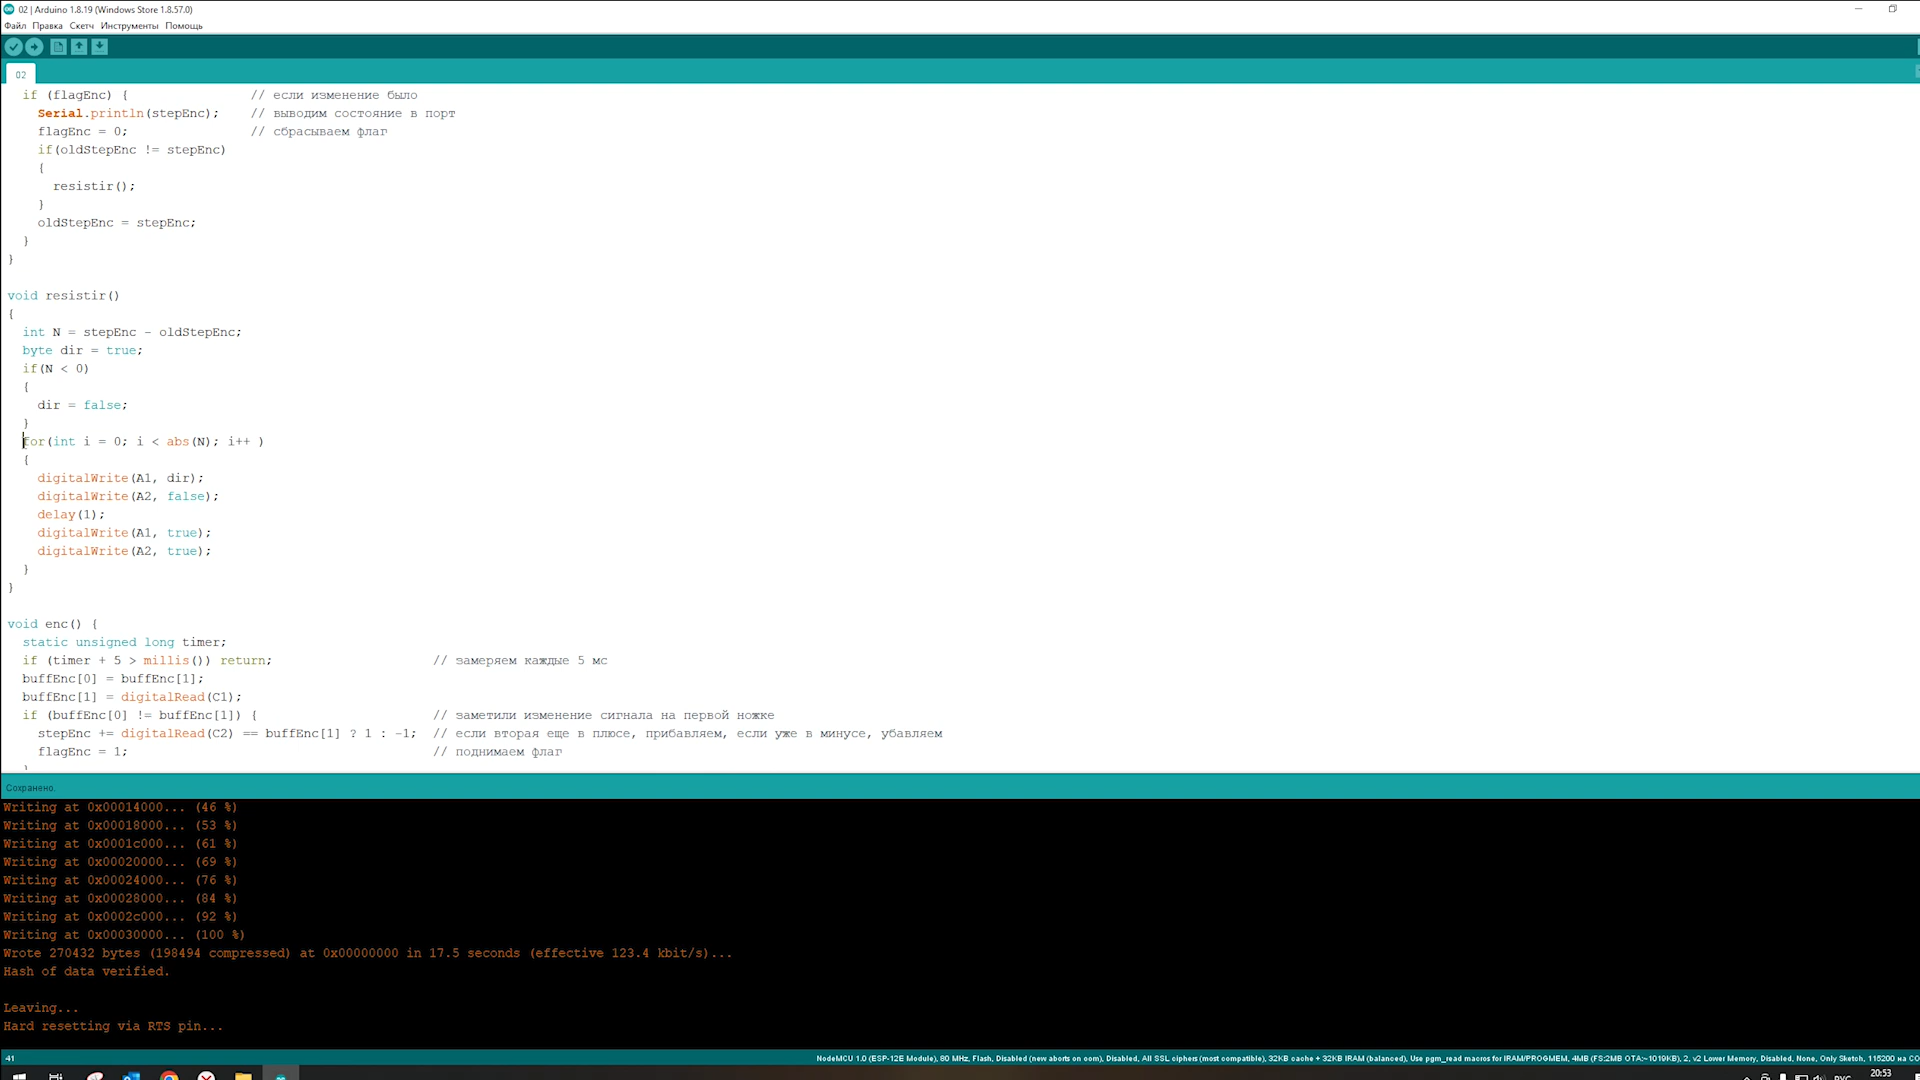 02 | Arduino 1.8.19 (Windows Store 1.8.57.0)
Файл Правка Скетч Инструменты Помощь
02
if (flagEnc) { // если изменение было
Serial.println(stepEnc); // выводим состояние в порт
flagEnc = 0; // сбрасываем флаг
if(oldStepEnc != stepEnc)
{
resistir();
}
oldStepEnc = stepEnc;
}
}
void resistir()
{
int N = stepEnc - oldStepEnc;
byte dir = true;
if(N < 0)
{
dir = false;
}
for(int i = 0; i < abs(N); i++ )
{
digitalWrite(A1, dir);
digitalWrite(A2, false);
delay(1);
digitalWrite(A1, true);
digitalWrite(A2, true);
}
}
void enc() {
static unsigned long timer;
if (timer + 5 > millis()) return; // замеряем каждые 5 мс
buffEnc[0] = buffEnc[1];
buffEnc[1] = digitalRead(C1);
if (buffEnc[0] != buffEnc[1]) { // заметили изменение сигнала на первой ножке
stepEnc += digitalRead(C2) == buffEnc[1] ? 1 : -1; // если вторая еще в плюсе, прибавляем, если уже в минусе, убавляем
flagEnc = 1; // поднимаем флаг
Сохранено.
Writing at 0x00014000... (46 %)
Writing at 0x00018000... (53 %)
Writing at 0x0001c000... (61 %)
Writing at 0x00020000... (69 %)
Writing at 0x00024000... (76 %)
Writing at 0x00028000... (84 %)
Writing at 0x0002c000... (92 %)
Writing at 0x00030000... (100 %)
Wrote 270432 bytes (198494 compressed) at 0x00000000 in 17.5 seconds (effective 123.4 kbit/s)...
Hash of data verified.
Leaving...
Hard resetting via RTS pin...
41 NodeMCU 1.0 (ESP-12E Module), 80 MHz, Flash, Disabled (new aborts on oom), Disabled, All SSL ciphers (most compatible), 32KB cache + 32KB IRAM (balanced), Use pgm_read macros for IRAM/PROGMEM, 4MB (FS:2MB OTA:~1019KB), 2, v2 Lower Memory, Disabled, None, Only Sketch, 115200 на CO
РУС 20:53